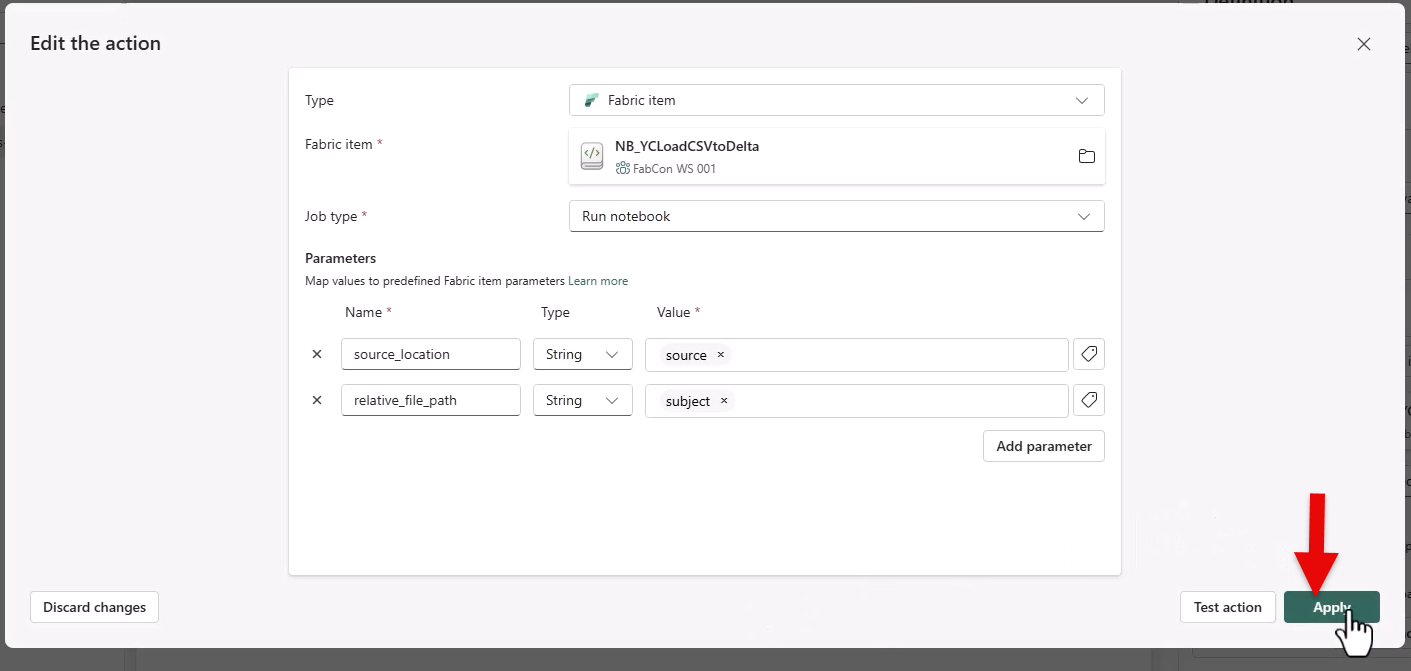 Edit the action
Type
Fabric item
Fabric item *
NB_YCLoadCSVtoDelta
FabCon WS 001
Job type *
Run notebook
Parameters
Map values to predefined Fabric item parameters Learn more
Name * Type Value *
source_location String source
relative_file_path String subject
Add parameter
Discard changes Test action Apply